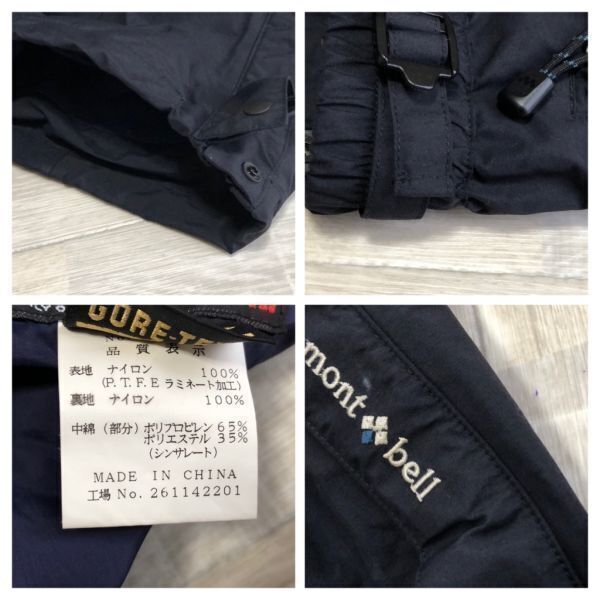 GORE-TEX
品質表示
表地 ナイロン 100%
(P.T.F.E ラミネート加工)
裏地 ナイロン 100%
中綿 (部分) ポリプロピレン 65%
ポリエステル 35%
(シンサレート)
MADE IN CHINA
工場 No. 261142201
mont bell